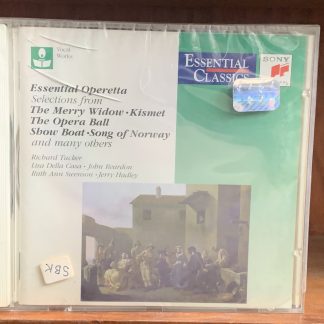 Vocal
Works
Essential Operetta
Selections from
The Merry Widow • Kismet
The Opera Ball
Show Boat • Song of Norway
and many others
Richard Tucker
Lisa Della Casa • John Reardon
Ruth Ann Swenson • Jerry Hadley
ESSENTIAL
CLASSICS
SONY
SBK